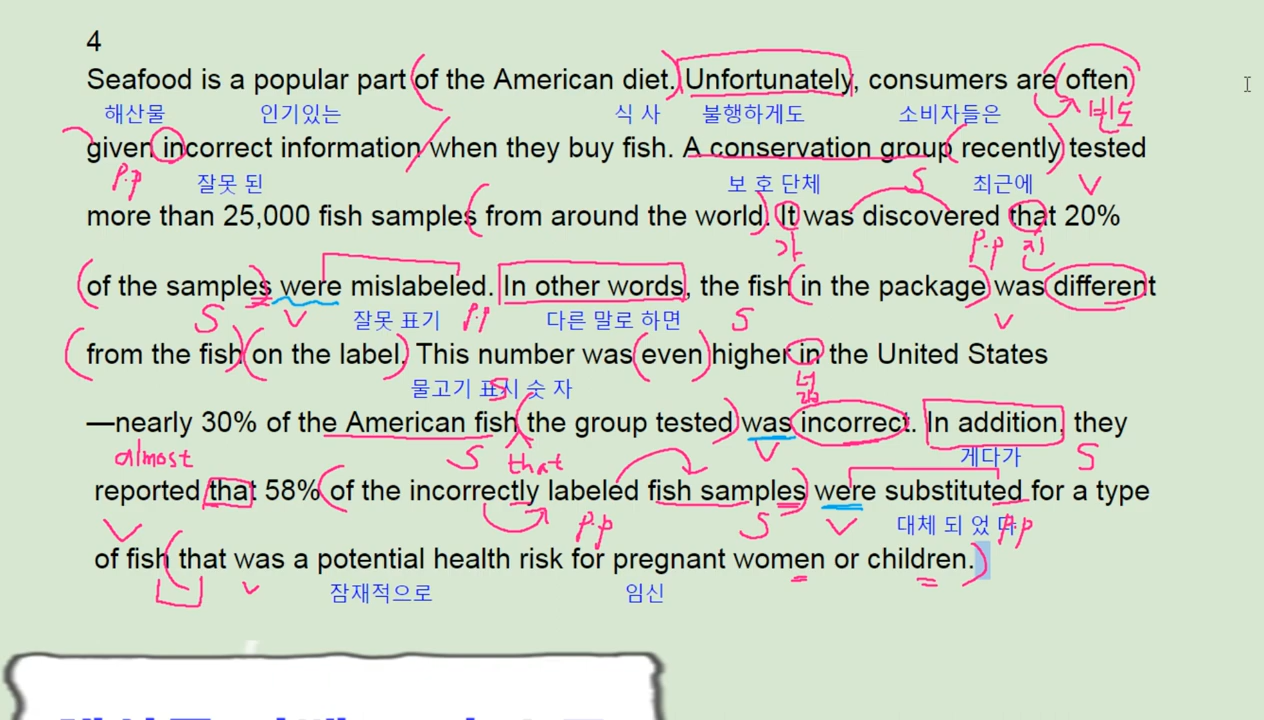 4
Seafood is a popular part of the American diet. Unfortunately, consumers are often
해산물 인기있는 식 사 불행하게도 소비자들은 빈도
given incorrect information when they buy fish. A conservation group recently tested
p.p 잘못 된 보 호 단체 S 최근에 V
more than 25,000 fish samples from around the world. It was discovered that 20%
가 p.p 진
of the samples were mislabeled. In other words, the fish in the package was different
S V 잘못 표기 p.p 다른 말로 하면 S V
from the fish on the label. This number was even higher in the United States
물고기 표시 숫 자 S
—nearly 30% of the American fish the group tested was incorrect. In addition, they
almost S that V 게다가 S
reported that 58% of the incorrectly labeled fish samples were substituted for a type
V p.p S V 대체 되 었 다 p.p
of fish that was a potential health risk for pregnant women or children.
v 잠재적으로 임신